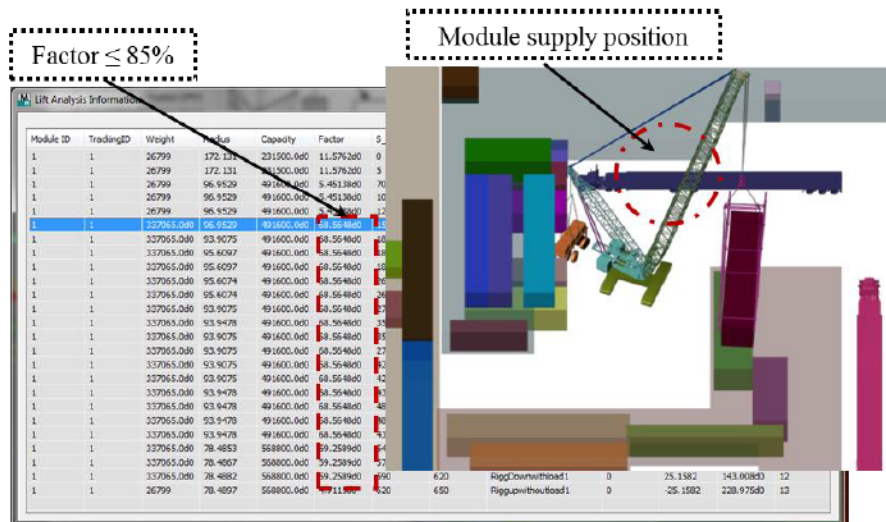 Factor ≤ 85%
Module supply position
Lift Analysis Information
Module ID TradingID Weight Radius Capacity Factor
1 1 26799 172.131 231500.0d0 11.5762d0 0
1 1 26799 172.131 11.5762d0 5
1 1 26799 96.9529 5.45138d0
1 1 26799 96.9529 491600.0d0 5.45138d0
1 1 26799 96.9529 491600.0d0
1 1 337065.0d0 96.9529 491600.0d0 68.5648d0
1 1 337065.0d0 93.9075 491600.0d0 68.5648d0
1 1 337065.0d0 95.6097 491600.0d0 68.5648d0
1 1 337065.0d0 95.6097 491600.0d0 68.5648d0
1 1 337065.0d0 95.6074 491600.0d0 68.5648d0
1 1 337065.0d0 95.6074 491600.0d0 68.5648d0
1 1 337065.0d0 93.9075 491600.0d0 68.5648d0
1 1 337065.0d0 93.9478 491600.0d0 68.5648d0
1 1 337065.0d0 93.9075 491600.0d0 68.5648d0
1 1 337065.0d0 93.9075 491600.0d0 68.5648d0
1 1 337065.0d0 93.9075 491600.0d0 68.5648d0
1 1 337065.0d0 93.9075 491600.0d0 68.5648d0
1 1 337065.0d0 93.9478 491600.0d0 68.5648d0
1 1 337065.0d0 93.9478 491600.0d0 68.5648d0
1 1 337065.0d0 93.9478 491600.0d0 68.5648d0
1 1 337065.0d0 93.9478 491600.0d0 68.5648d0
1 1 337065.0d0 78.4853 568800.0d0 59.2589d0
1 1 337065.0d0 78.4867 568800.0d0 59.2589d0
1 1 337065.0d0 78.4882 568800.0d0 59.2589d0 590 620 RiggDownwithload1 0 25.1582 143.008d0 12
1 1 26799 78.4897 568800.0d0 620 650 Riggupwithoutload1 0 -25.1582 228.975d0 13